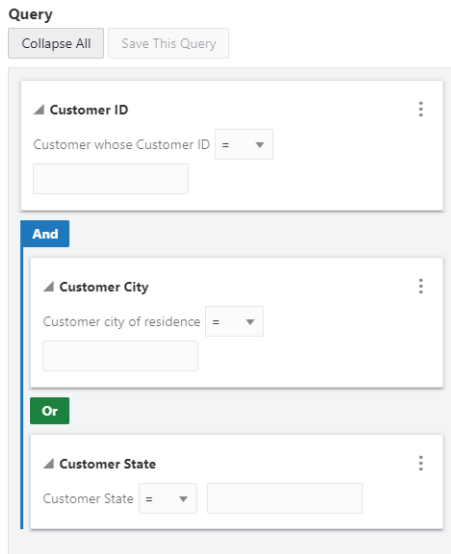 Query
Collapse All Save This Query
Customer ID
Customer whose Customer ID =
And
Customer City
Customer city of residence =
Or
Customer State
Customer State =